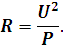 R = U²/P.